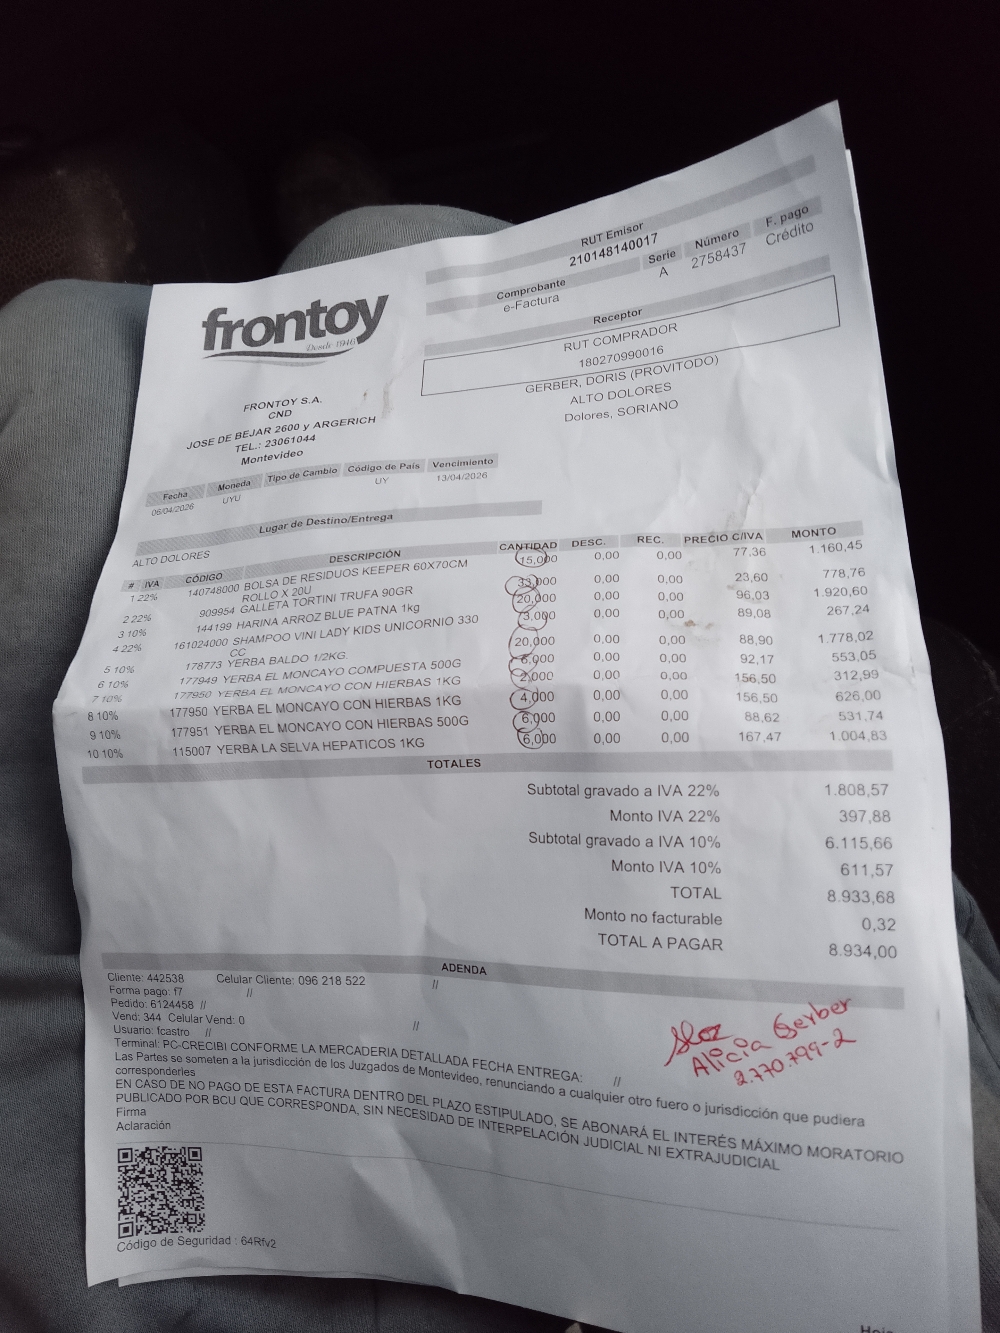 RUT Emisor
210148140017
Comprobante Serie Número F. pago
e-Factura A 2758437 Crédito
Receptor
RUT COMPRADOR
180270990016
GERBER, DORIS (PROVITODO)
ALTO DOLORES
Dolores, SORIANO
frontoy
Desde 1946
FRONTOY S.A.
CND
JOSE DE BEJAR 2600 y ARGERICH
TEL.: 23061044
Montevideo
Fecha Moneda Tipo de Cambio Código de País Vencimiento
06/04/2026 UYU UY 13/04/2026
Lugar de Destino/Entrega
ALTO DOLORES
# IVA CÓDIGO DESCRIPCIÓN CANTIDAD DESC. REC. PRECIO C/IVA MONTO
1 22% 140748000 BOLSA DE RESIDUOS KEEPER 60X70CM 15,000 0,00 0,00 77,36 1.160,45
ROLLO X 20U
2 22% 909954 GALLETA TORTINI TRUFA 90GR 33,000 0,00 0,00 23,60 778,76
3 10% 144199 HARINA ARROZ BLUE PATNA 1kg 20,000 0,00 0,00 96,03 1.920,60
4 22% 161024000 SHAMPOO VINI LADY KIDS UNICORNIO 330 3,000 0,00 0,00 89,08 267,24
CC
5 10% 178773 YERBA BALDO 1/2KG. 20,000 0,00 0,00 88,90 1.778,02
6 10% 177949 YERBA EL MONCAYO COMPUESTA 500G 6,000 0,00 0,00 92,17 553,05
7 10% 177950 YERBA EL MONCAYO CON HIERBAS 1KG 2,000 0,00 0,00 156,50 312,99
8 10% 177950 YERBA EL MONCAYO CON HIERBAS 1KG 4,000 0,00 0,00 156,50 626,00
9 10% 177951 YERBA EL MONCAYO CON HIERBAS 500G 6,000 0,00 0,00 88,62 531,74
10 10% 115007 YERBA LA SELVA HEPATICOS 1KG 6,000 0,00 0,00 167,47 1.004,83
TOTALES
Subtotal gravado a IVA 22% 1.808,57
Monto IVA 22% 397,88
Subtotal gravado a IVA 10% 6.115,66
Monto IVA 10% 611,57
TOTAL 8.933,68
Monto no facturable 0,32
TOTAL A PAGAR 8.934,00
ADENDA
Cliente: 442538 Celular Cliente: 096 218 522 //
Forma pago: f7 //
Pedido: 6124458 //
Vend: 344 Celular Vend: 0 //
Usuario: fcastro //
Terminal: PC-CRECIBI CONFORME LA MERCADERIA DETALLADA FECHA ENTREGA: //
Las Partes se someten a la jurisdicción de los Juzgados de Montevideo, renunciando a cualquier otro fuero o jurisdicción que pudiera
corresponderles
EN CASO DE NO PAGO DE ESTA FACTURA DENTRO DEL PLAZO ESTIPULADO, SE ABONARÁ EL INTERÉS MÁXIMO MORATORIO
PUBLICADO POR BCU QUE CORRESPONDA, SIN NECESIDAD DE INTERPELACIÓN JUDICIAL NI EXTRAJUDICIAL
Firma
Aclaración
Alicia Gerber
2.770.799-2
Código de Seguridad : 64Rfv2